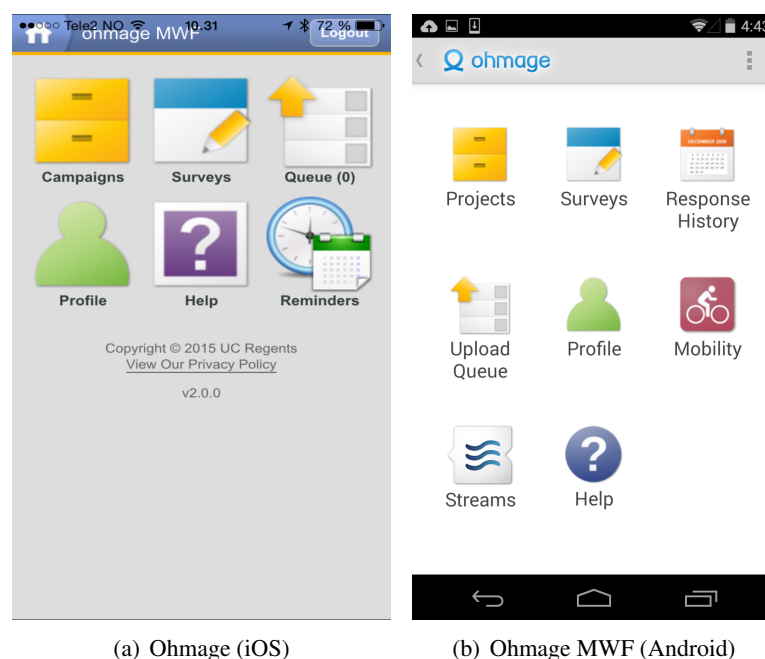 ●●○○○ Tele2 NO 10.31 72 %
ohmage MWF Logout
Campaigns Surveys Queue (0)
Profile Help Reminders
Copyright © 2015 UC Regents
View Our Privacy Policy
v2.0.0
(a) Ohmage (iOS)
4:43
ohmage
DECEMBER 2008
Projects Surveys Response
History
Upload Profile Mobility
Queue
Streams Help
(b) Ohmage MWF (Android)